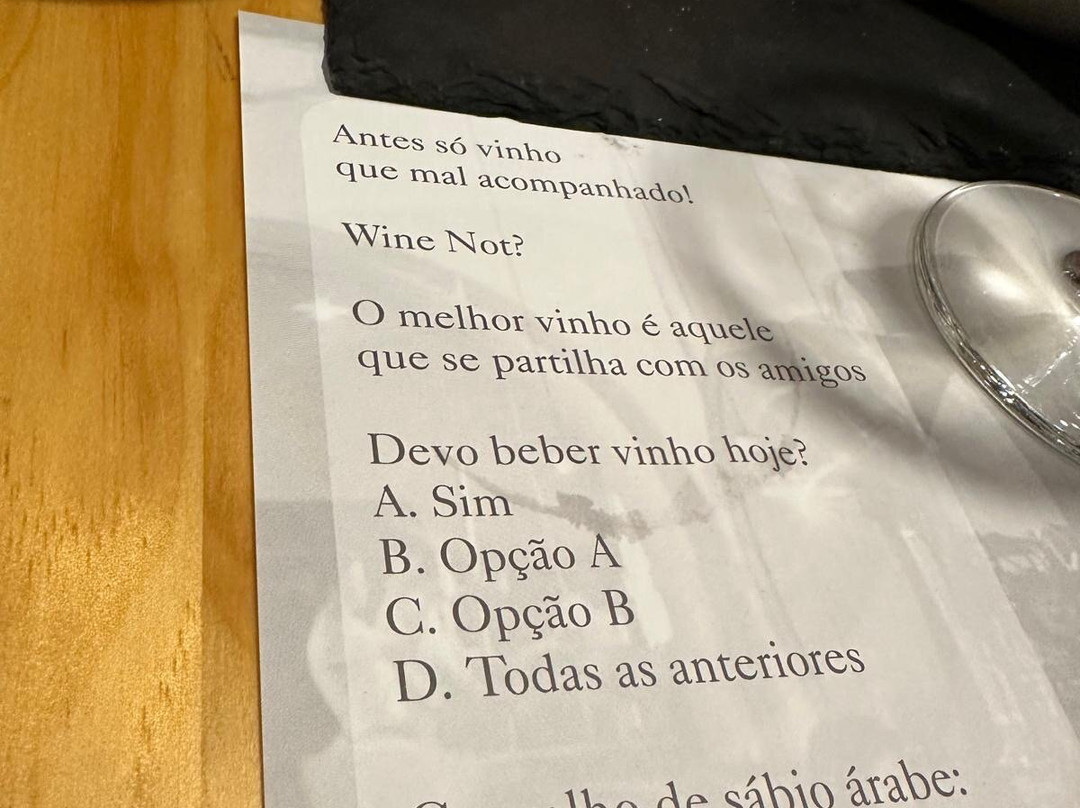 Antes só vinho
que mal acompanhado!
Wine Not?
O melhor vinho é aquele
que se partilha com os amigos
Devo beber vinho hoje?
A. Sim
B. Opção A
C. Opção B
D. Todas as anteriores
de sábio árabe: